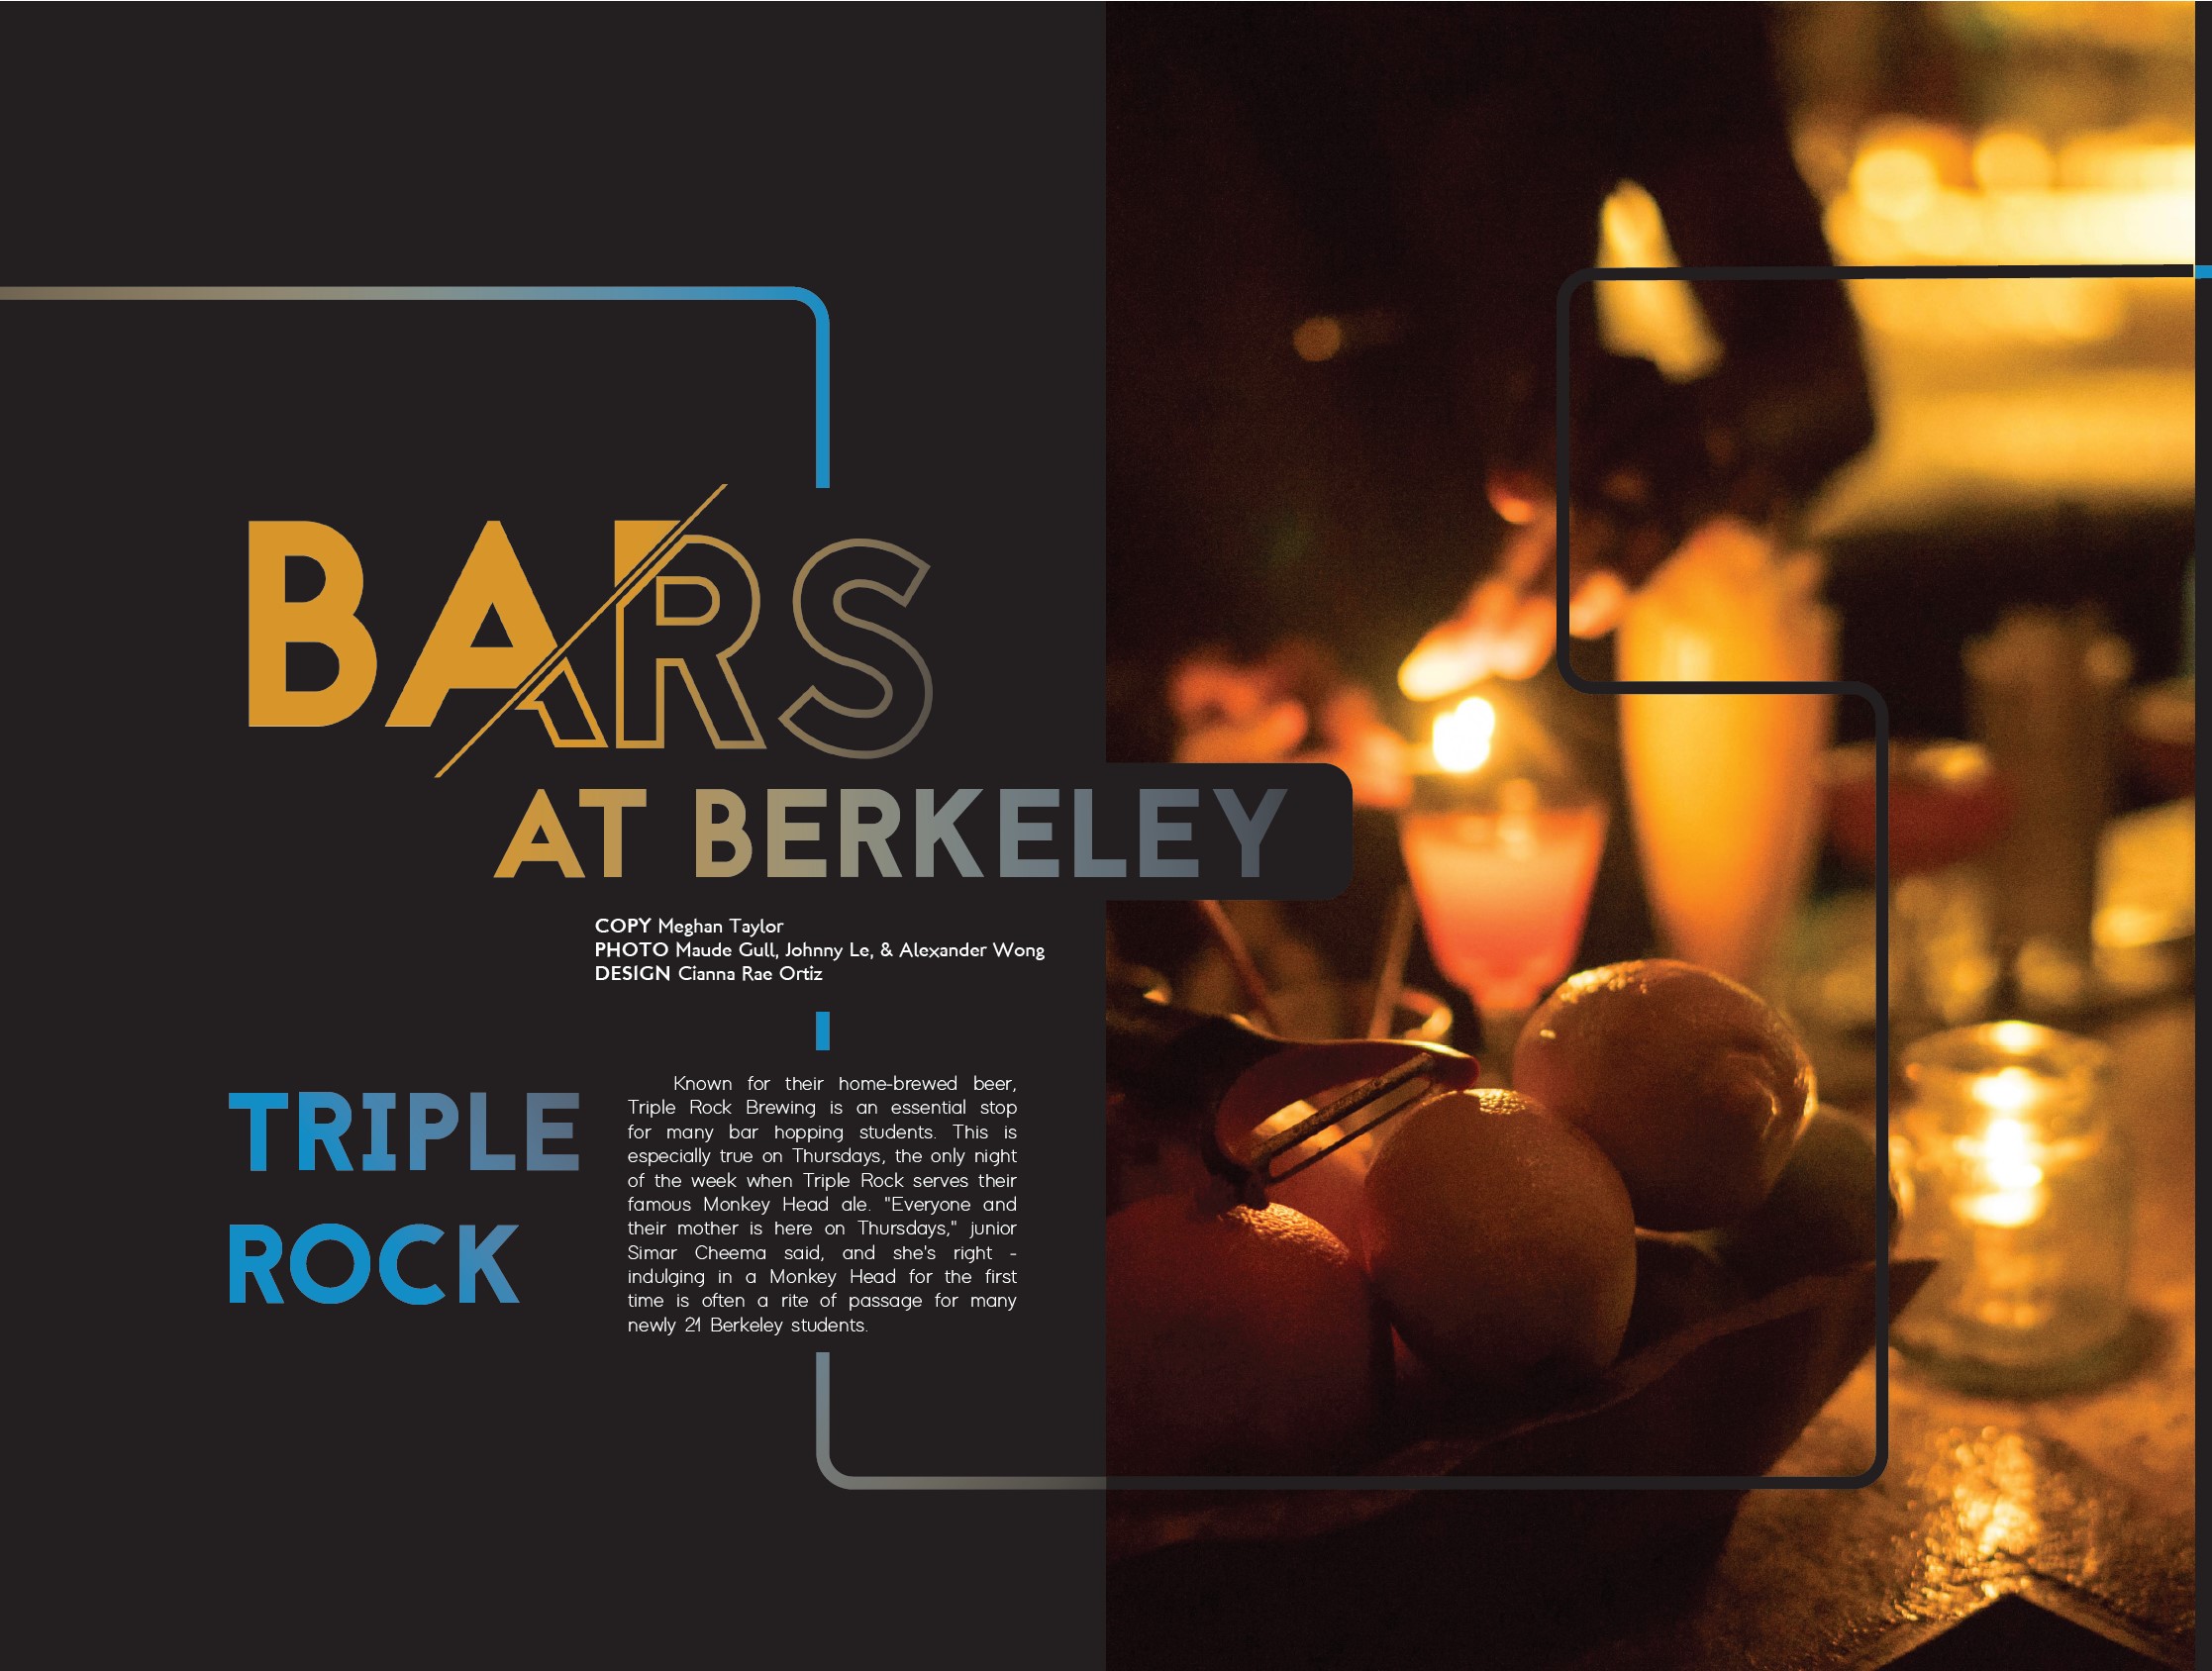 BARS
AT BERKELEY
COPY Meghan Taylor
PHOTO Maude Gull, Johnny Le, & Alexander Wong
DESIGN Cianna Rae Ortiz
TRIPLE
ROCK
Known for their home-brewed beer,
Triple Rock Brewing is an essential stop
for many bar hopping students. This is
especially true on Thursdays, the only night
of the week when Triple Rock serves their
famous Monkey Head ale. "Everyone and
their mother is here on Thursdays," junior
Simar Cheema said, and she's right -
indulging in a Monkey Head for the first
time is often a rite of passage for many
newly 21 Berkeley students.